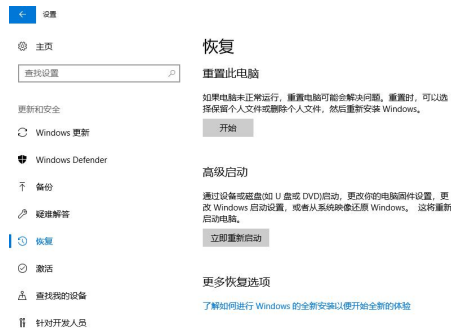 设置
主页
查找设置
更新和安全
Windows 更新
Windows Defender
备份
疑难解答
恢复
激活
查找我的设备
针对开发人员
恢复
重置此电脑
如果电脑未正常运行，重置电脑可能会解决问题。重置时，可以选
择保留个人文件或删除个人文件，然后重新安装 Windows。
开始
高级启动
通过设备或磁盘(如 U 盘或 DVD)启动，更改你的电脑固件设置，更
改 Windows 启动设置，或者从系统映像还原 Windows。 这将重新
启动电脑。
立即重新启动
更多恢复选项
了解如何进行 Windows 的全新安装以便开始全新的体验